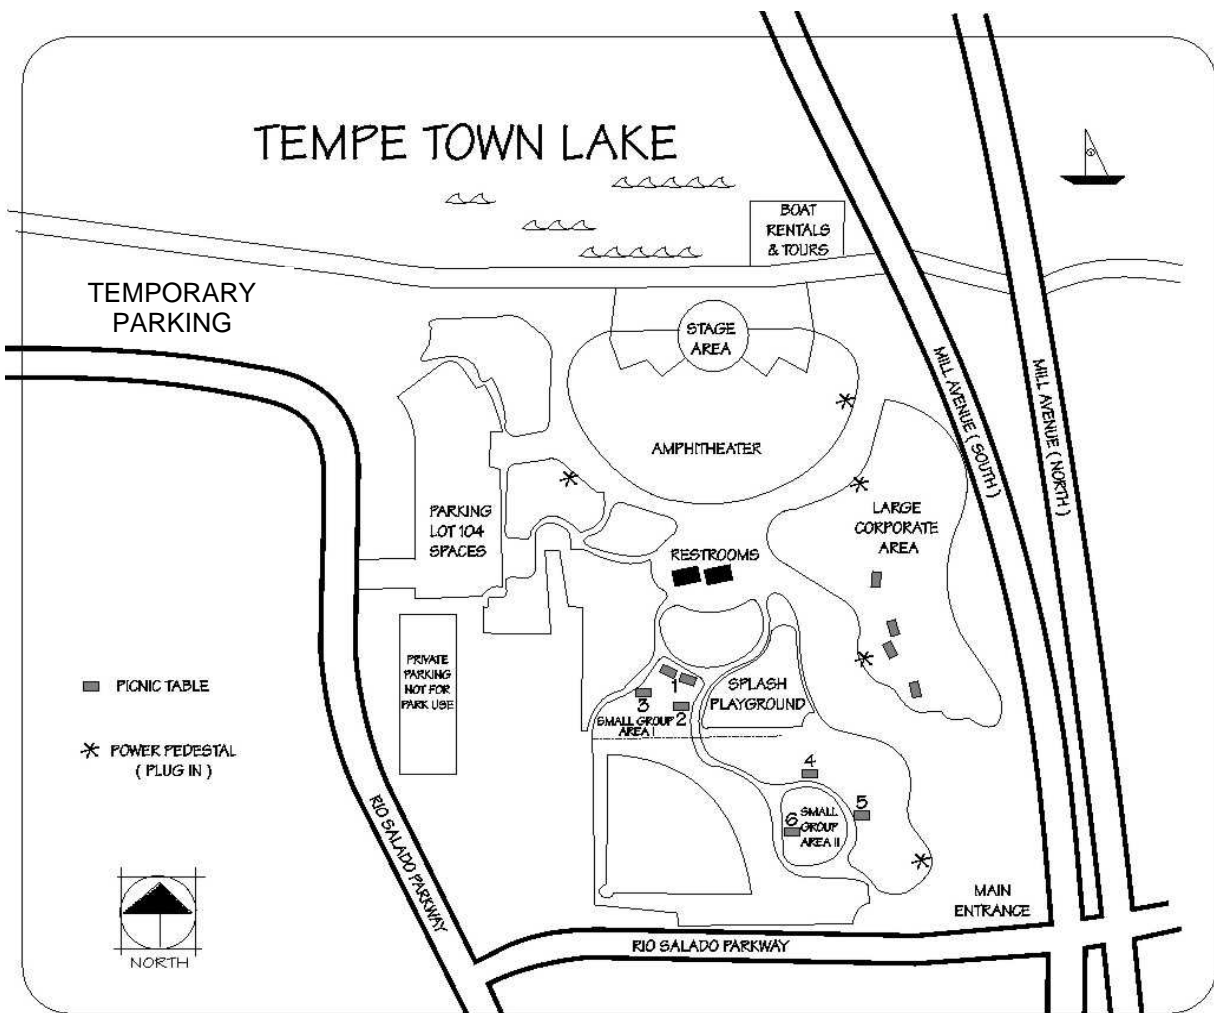 TEMPE TOWN LAKE
BOAT
RENTALS
& TOURS
TEMPORARY
PARKING
STAGE
AREA
MILL AVENUE ( SOUTH )
MILL AVENUE ( NORTH )
AMPHITHEATER
PARKING
LOT 104
SPACES
LARGE
CORPORATE
AREA
RESTROOMS
PRIVATE
PARKING
NOT FOR
PARK USE
PICNIC TABLE
1
SPLASH
PLAYGROUND
3
2
SMALL GROUP
AREA I
POWER PEDESTAL
( PLUG IN )
4
5
6
SMALL
GROUP
AREA II
RIO SALADO PARKWAY
MAIN
ENTRANCE
RIO SALADO PARKWAY
NORTH